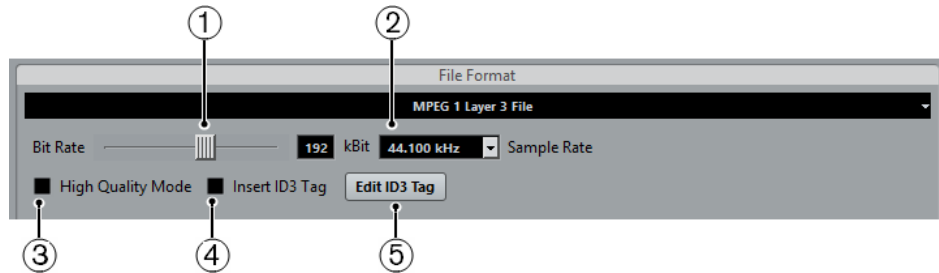 ① ②
File Format
MPEG 1 Layer 3 File
Bit Rate 192 kBit 44.100 kHz Sample Rate
High Quality Mode Insert ID3 Tag Edit ID3 Tag
③ ④ ⑤